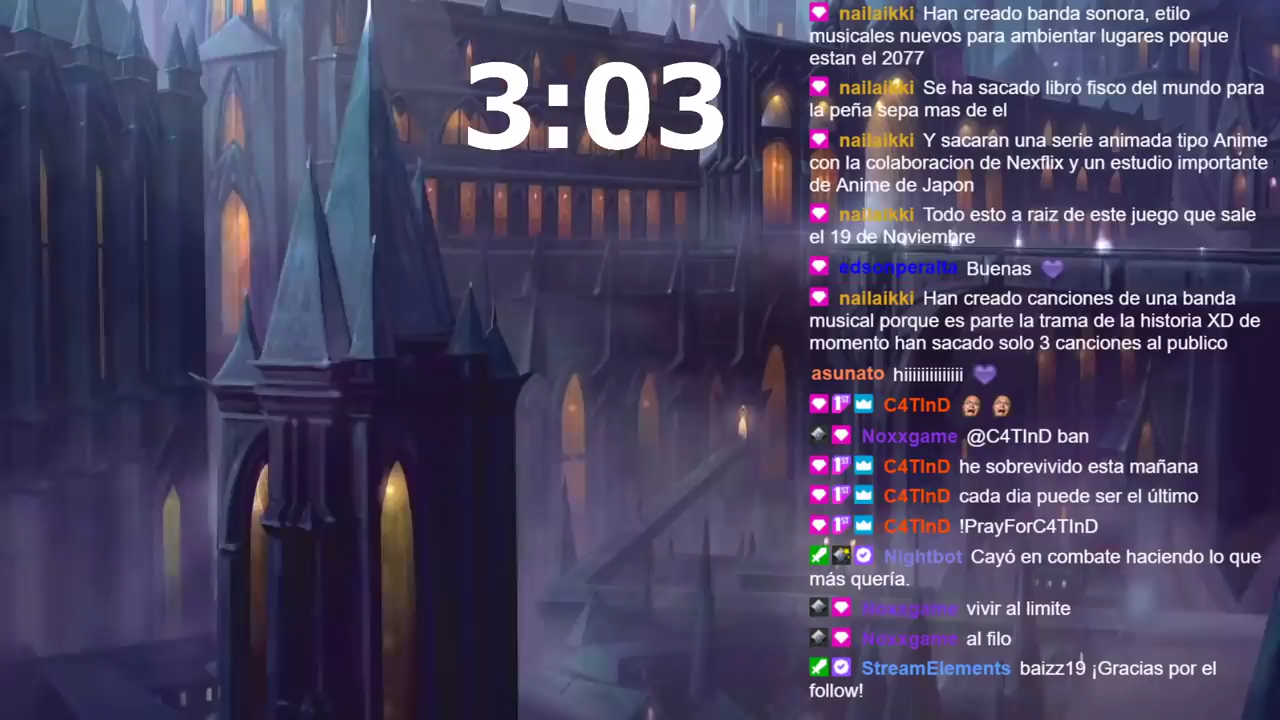 3:03
nailaikki Han creado banda sonora, etilo
musicales nuevos para ambientar lugares porque
estan el 2077
nailaikki Se ha sacado libro fisco del mundo para
la peña sepa mas de el
nailaikki Y sacaran una serie animada tipo Anime
con la colaboracion de Nexflix y un estudio importante
de Anime de Japon
nailaikki Todo esto a raiz de este juego que sale
el 19 de Noviembre
edsonperalta Buenas
nailaikki Han creado canciones de una banda
musical porque es parte la trama de la historia XD de
momento han sacado solo 3 canciones al publico
asunato hiiiiiiiiiiiiii
1ST C4TInD
Noxxgame @C4TInD ban
1ST C4TInD he sobrevivido esta mañana
1ST C4TInD cada dia puede ser el último
1ST C4TInD !PrayForC4TInD
Nightbot Cayó en combate haciendo lo que
más quería.
Noxxgame vivir al limite
Noxxgame al filo
StreamElements baizz19 ¡Gracias por el
follow!